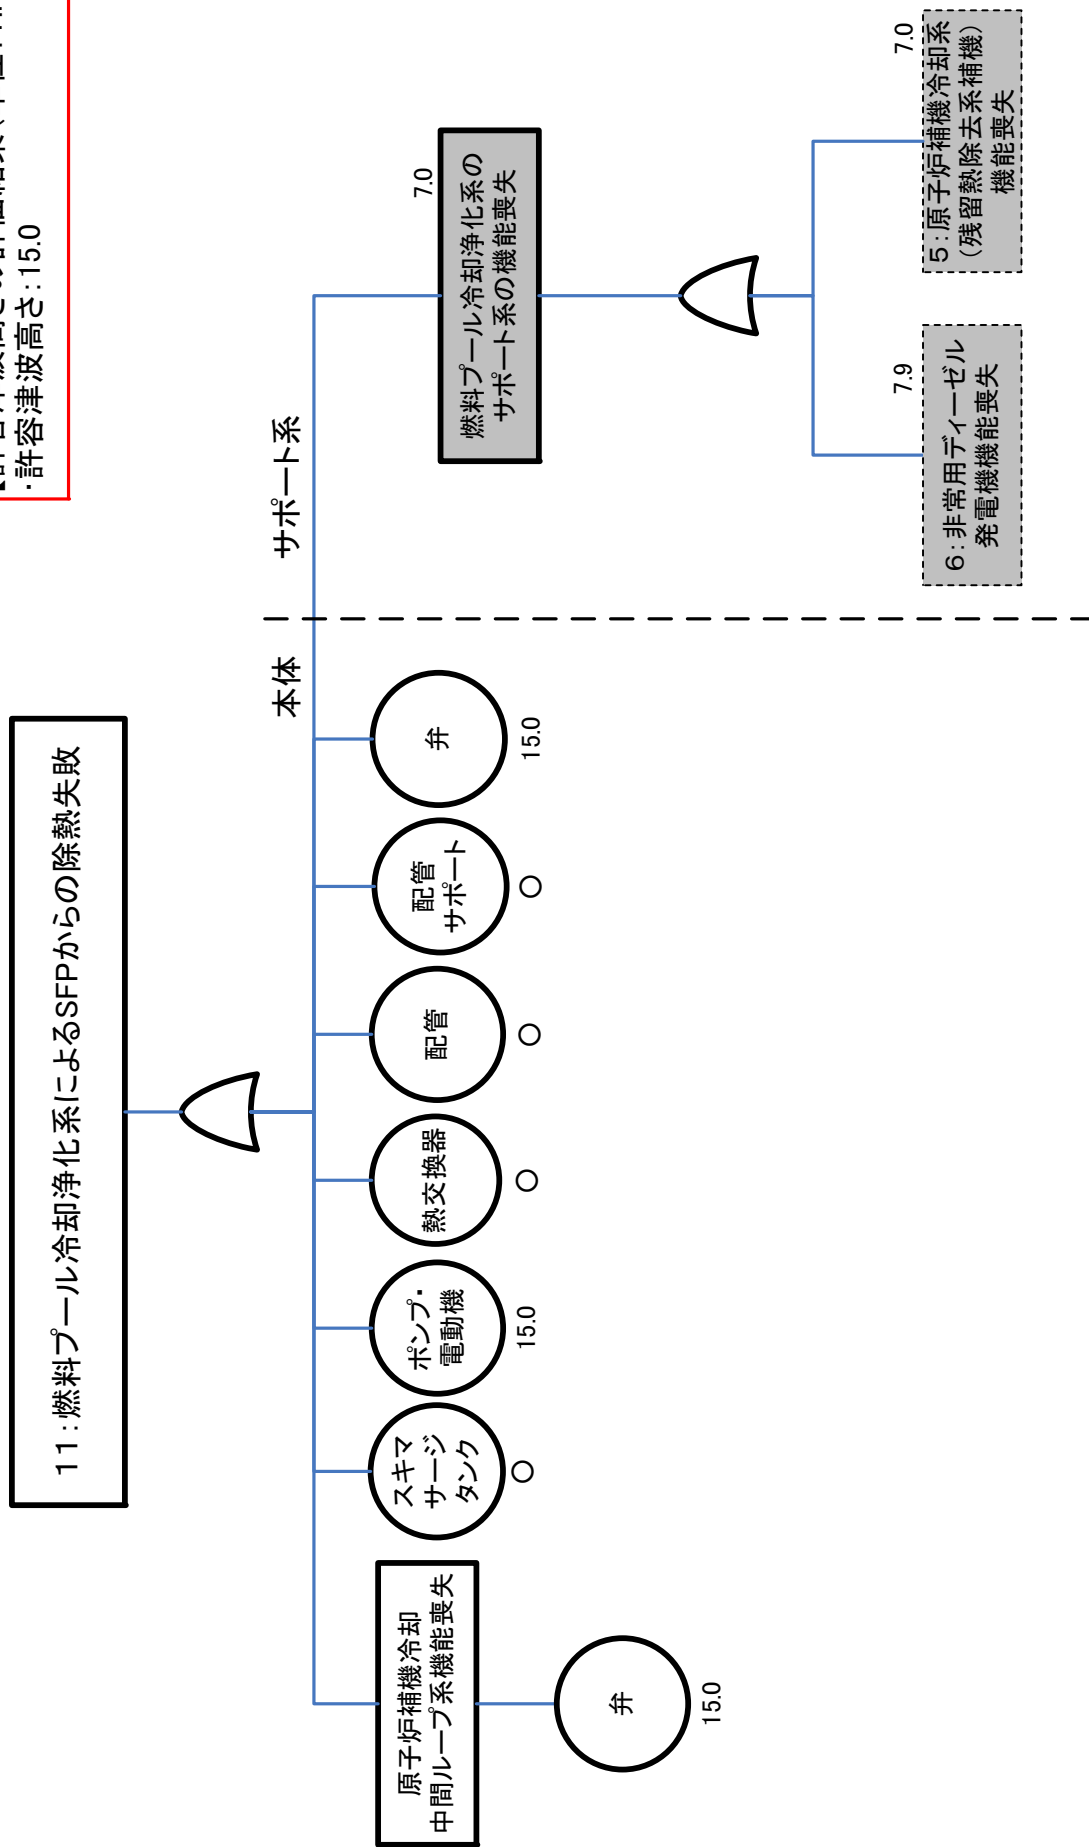 ・許容津波高さ：15.0
11：燃料プール冷却浄化系によるSFPからの除熱失敗
本体
サポート系
原子炉補機冷却
中間ループ系機能喪失
弁
15.0
スキマ
サージ
タンク
○
ポンプ・
電動機
15.0
熱交換器
○
配管
○
配管
サポート
○
弁
15.0
7.0
燃料プール冷却浄化系の
サポート系の機能喪失
7.9
6：非常用ディーゼル
発電機機能喪失
7.0
5：原子炉補機冷却系
（残留熱除去系補機）
機能喪失